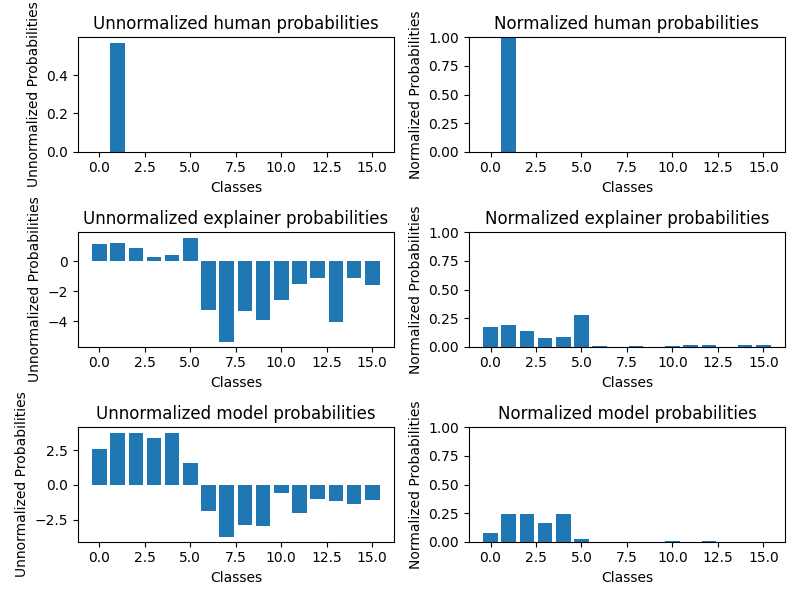 Unnormalized human probabilities
Unnormalized Probabilities
0.4
0.2
0.0
0.0 2.5 5.0 7.5 10.0 12.5 15.0
Classes
Normalized human probabilities
Normalized Probabilities
1.00
0.75
0.50
0.25
0.00
0.0 2.5 5.0 7.5 10.0 12.5 15.0
Classes
Unnormalized explainer probabilities
Unnormalized Probabilities
0
−2
−4
0.0 2.5 5.0 7.5 10.0 12.5 15.0
Classes
Normalized explainer probabilities
Normalized Probabilities
1.00
0.75
0.50
0.25
0.00
0.0 2.5 5.0 7.5 10.0 12.5 15.0
Classes
Unnormalized model probabilities
Unnormalized Probabilities
2.5
0.0
−2.5
0.0 2.5 5.0 7.5 10.0 12.5 15.0
Classes
Normalized model probabilities
Normalized Probabilities
1.00
0.75
0.50
0.25
0.00
0.0 2.5 5.0 7.5 10.0 12.5 15.0
Classes